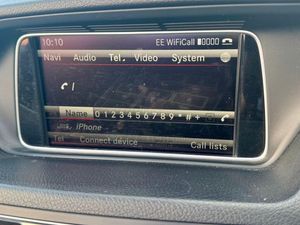 10:10 EE WiFiCall
Navi Audio Tel. Video System
Name 0 1 2 3 4 5 6 7 8 9 * # +
iPhone
Tel Connect device Call lists